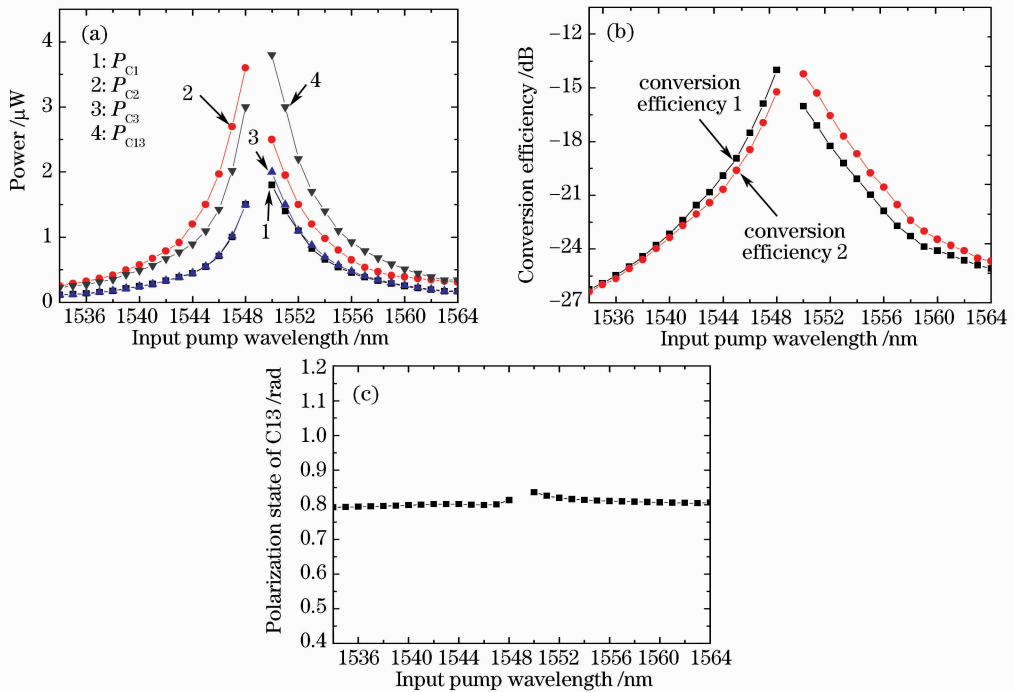 (a)
1: P_C1
2: P_C2
3: P_C3
4: P_C13
2
4
3
1
Power /μW
4
3
2
1
0
1536 1540 1544 1548 1552 1556 1560 1564
Input pump wavelength /nm
(b)
conversion
efficiency 1
conversion
efficiency 2
Conversion efficiency /dB
-12
-15
-18
-21
-24
-27
1536 1540 1544 1548 1552 1556 1560 1564
Input pump wavelength /nm
(c)
Polarization state of C13 /rad
1.2
1.1
1.0
0.9
0.8
0.7
0.6
0.5
0.4
1536 1540 1544 1548 1552 1556 1560 1564
Input pump wavelength /nm